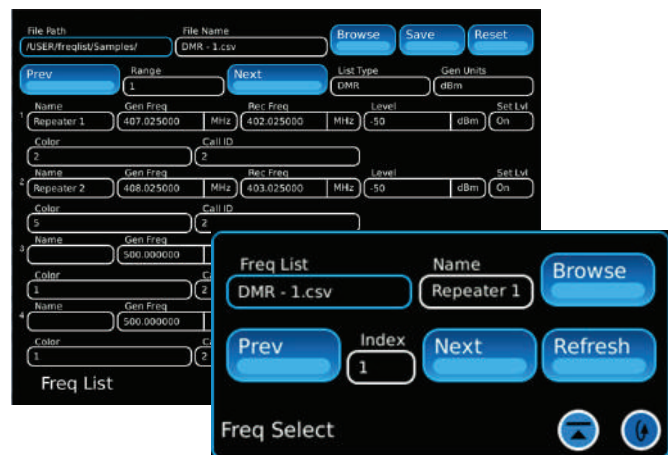 File Path File Name
/USER/freqlist/Samples/ DMR - 1.csv Browse Save Reset
Prev Range Next List Type Gen Units
1 DMR dBm
Name Gen Freq Rec Freq Level Set Lvl
1 Repeater 1 407.025000 MHz 402.025000 MHz -50 dBm On
Color Call ID
2 2
Name Gen Freq Rec Freq Level Set Lvl
2 Repeater 2 408.025000 MHz 403.025000 MHz -50 dBm On
Color Call ID
5 2
Name Gen Freq
3 500.000000
Color
1 2
Name Gen Freq
4 500.000000
Color
1 2
Freq List
Freq List Name
DMR - 1.csv Repeater 1 Browse
Prev Index Next Refresh
1
Freq Select